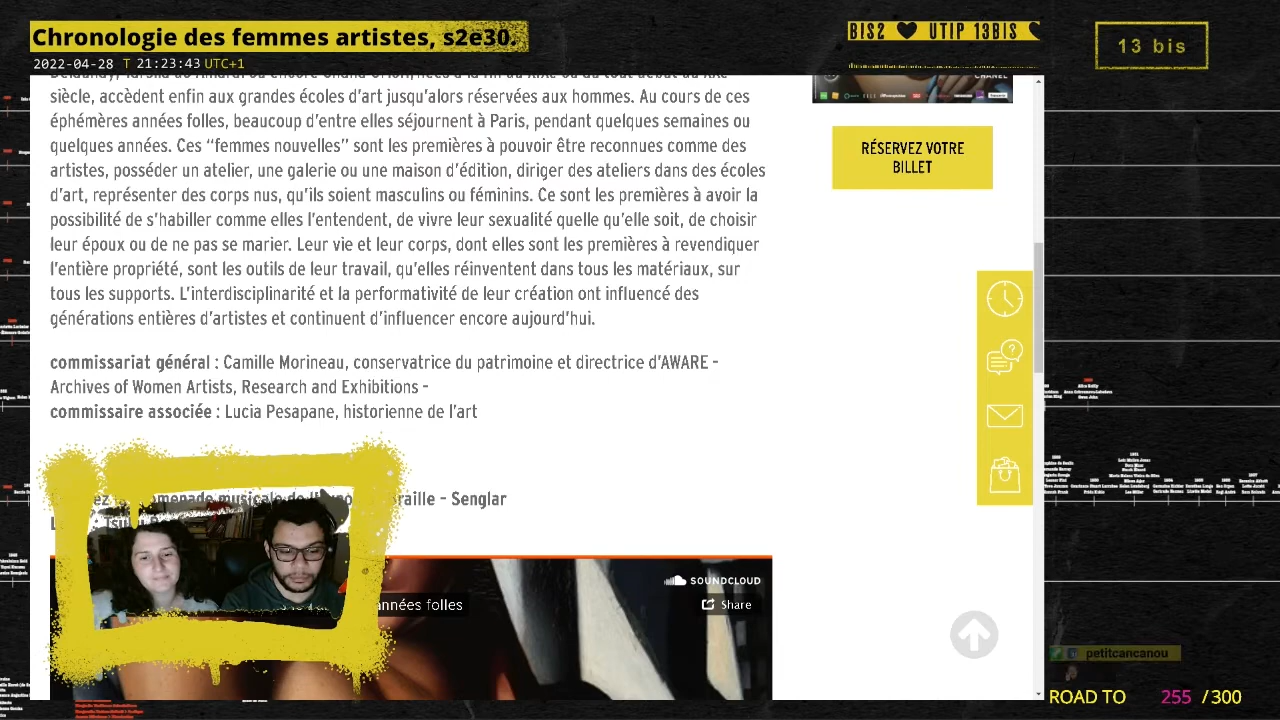 Chronologie des femmes artistes, s2e30.
2022-04-28 T 21:23:43 UTC+1
BIS2 ♥ UTIP 13BIS
13 bis
siècle, accèdent enfin aux grandes écoles d'art jusqu'alors réservées aux hommes. Au cours de ces
éphémères années folles, beaucoup d'entre elles séjournent à Paris, pendant quelques semaines ou
quelques années. Ces “femmes nouvelles” sont les premières à pouvoir être reconnues comme des
artistes, posséder un atelier, une galerie ou une maison d'édition, diriger des ateliers dans des écoles
d'art, représenter des corps nus, qu'ils soient masculins ou féminins. Ce sont les premières à avoir la
possibilité de s'habiller comme elles l'entendent, de vivre leur sexualité quelle qu'elle soit, de choisir
leur époux ou de ne pas se marier. Leur vie et leur corps, dont elles sont les premières à revendiquer
l'entière propriété, sont les outils de leur travail, qu'elles réinventent dans tous les matériaux, sur
tous les supports. L'interdisciplinarité et la performativité de leur création ont influencé des
générations entières d'artistes et continuent d'influencer encore aujourd'hui.
commissariat général : Camille Morineau, conservatrice du patrimoine et directrice d'AWARE –
Archives of Women Artists, Research and Exhibitions –
commissaire associée : Lucia Pesapane, historienne de l'art
musicale de – Senglar
années folles
SOUNDCLOUD
Share
CHANEL
RÉSERVEZ VOTRE
BILLET
petitcancanou
ROAD TO 255 /300